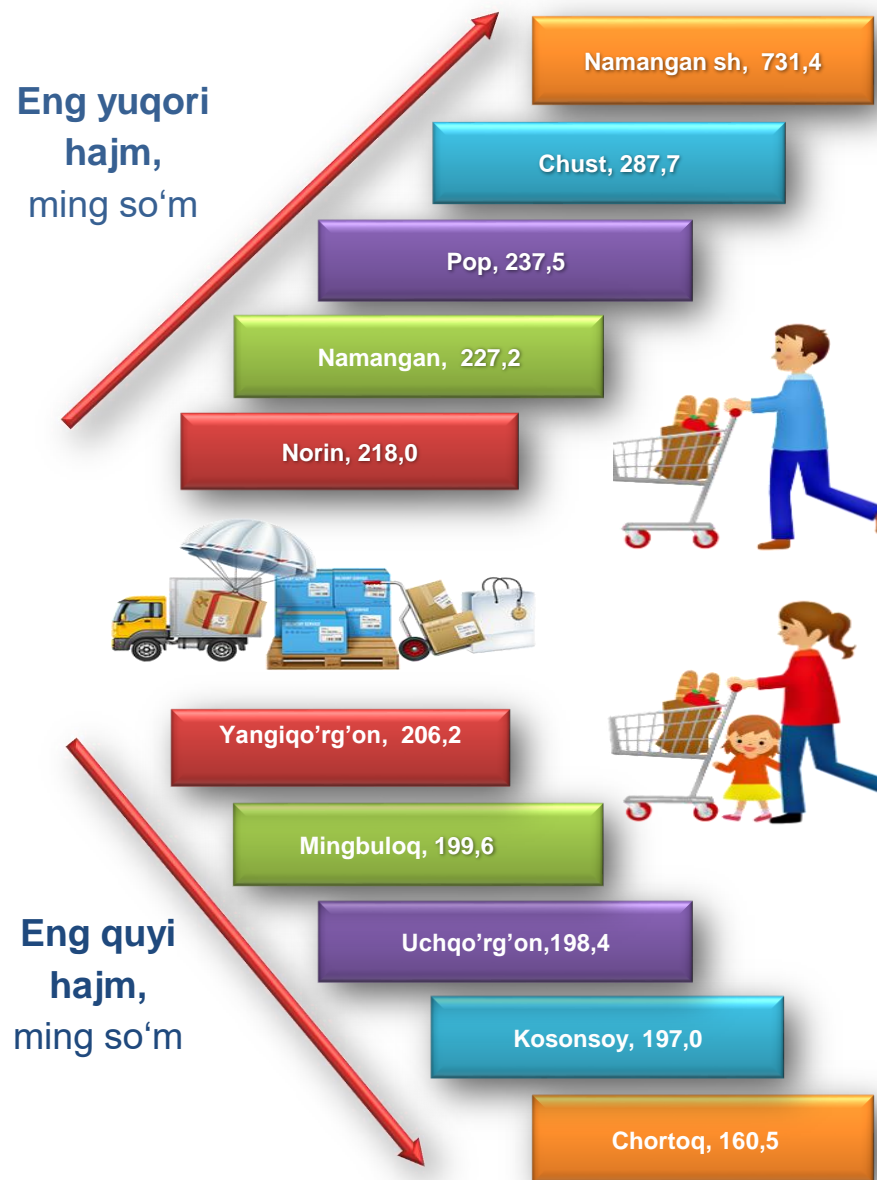 Namangan sh, 731,4
Eng yuqori
hajm,
ming so‘m
Chust, 287,7
Pop, 237,5
Namangan, 227,2
Norin, 218,0
Yangiqo’rg’on, 206,2
Mingbuloq, 199,6
Uchqo’rg’on,198,4
Eng quyi
hajm,
ming so‘m
Kosonsoy, 197,0
Chortoq, 160,5